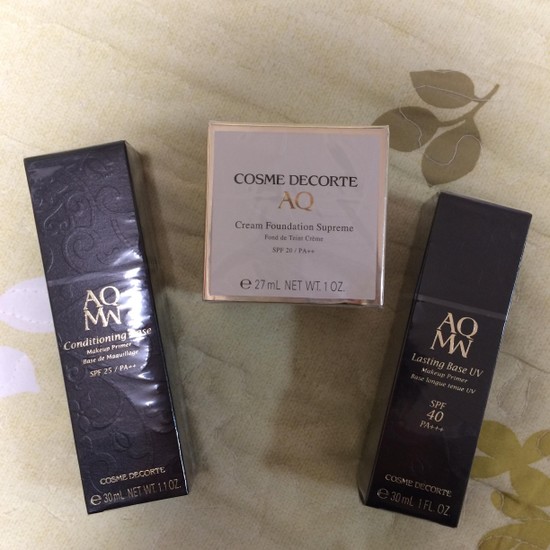 AQ
MW
Conditioning Base
Makeup Primer
Base de Maquillage
SPF 25 / PA++
COSME DECORTE
℮ 30mL NET WT. 1.1 OZ.
COSME DECORTE
AQ
Cream Foundation Supreme
Fond de Teint Crème
SPF 20 / PA++
℮ 27mL NET WT. 1 OZ.
AQ
MW
Lasting Base UV
Makeup Primer
Base longue tenue UV
SPF
40
PA+++
COSME DECORTE
℮ 30mL 1 FL. OZ